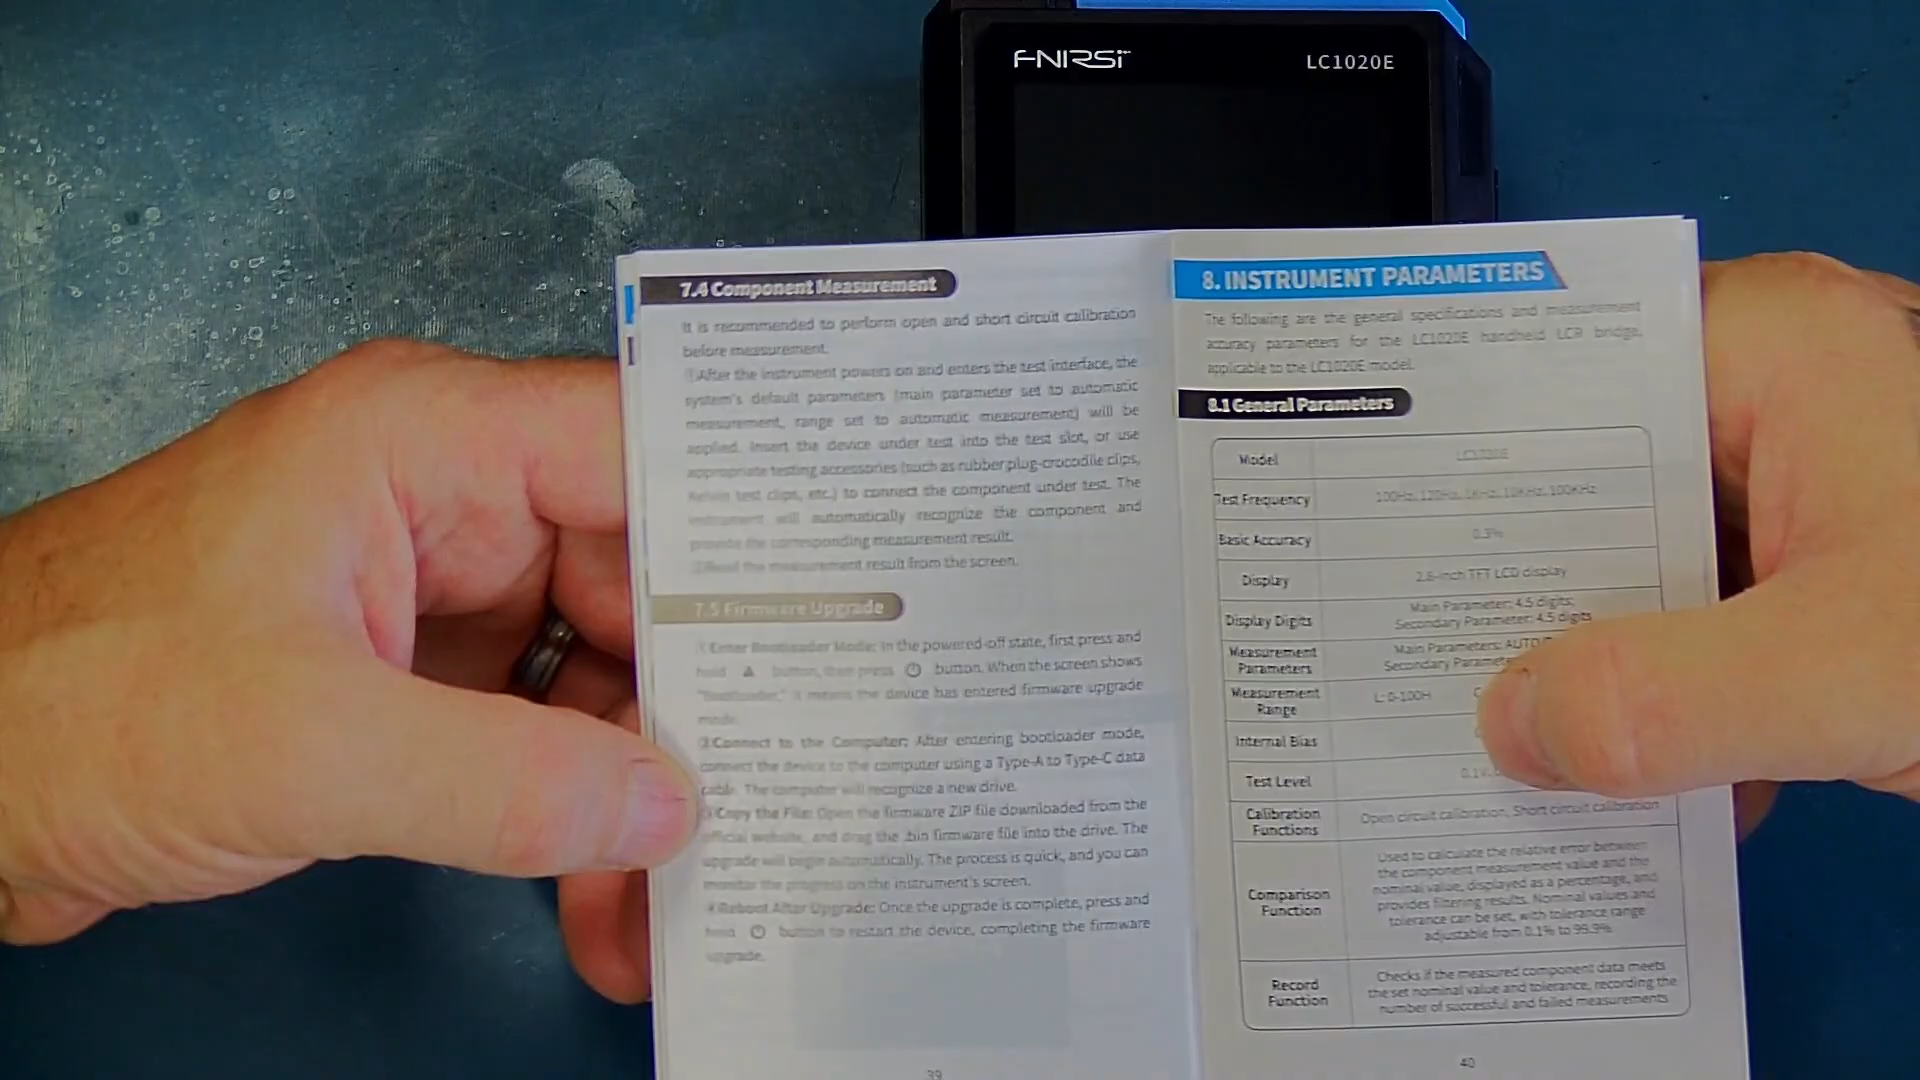 FNIRSI
LC1020E
7.4 Component Measurement
It is recommended to perform open and short circuit calibration
before measurement.
①After the instrument powers on and enters the test interface, the
system's default parameters (main parameter set to automatic
measurement, range set to automatic measurement) will be
applied. Insert the device under test into the test slot, or use
appropriate testing accessories (such as rubber plug-crocodile clips,
Kelvin test clips, etc.) to connect the component under test. The
instrument will automatically recognize the component and
provide the corresponding measurement result.
②Read the measurement result from the screen.
7.5 Firmware Upgrade
① Enter Bootloader Mode: In the powered-off state, first press and
hold button, then press button. When the screen shows
"Bootloader," it means the device has entered firmware upgrade
mode.
②Connect to the Computer: After entering bootloader mode,
connect the device to the computer using a Type-A to Type-C data
cable. The computer will recognize a new drive.
Copy the File: Open the firmware ZIP file downloaded from the
official website, and drag the .bin firmware file into the drive. The
upgrade will begin automatically. The process is quick, and you can
monitor the progress on the instrument's screen.
④Reboot After Upgrade: Once the upgrade is complete, press and
hold button to restart the device, completing the firmware
upgrade.
39
8. INSTRUMENT PARAMETERS
The following are the general specifications and measurement
accuracy parameters for the LC1020E handheld LCR bridge,
applicable to the LC1020E model.
8.1 General Parameters
Model LC1020E
Test Frequency 100Hz, 120Hz, 1KHz, 10KHz, 100KHz
Basic Accuracy 0.3%
Display 2.8-inch TFT LCD display
Display Digits Main Parameter: 4.5 digits;
Secondary Parameter: 4.5 digits
Measurement Parameters Main Parameters: AUTO/
Secondary Paramete
Measurement Range L: 0-100H C
Internal Bias
Test Level 0.1V,
Calibration Functions Open circuit calibration, Short circuit calibration
Comparison Function Used to calculate the relative error between
the component measurement value and the
nominal value, displayed as a percentage, and
provides filtering results. Nominal values and
tolerance can be set, with tolerance range
adjustable from 0.1% to 99.9%
Record Function Checks if the measured component data meets
the set nominal value and tolerance, recording the
number of successful and failed measurements
40